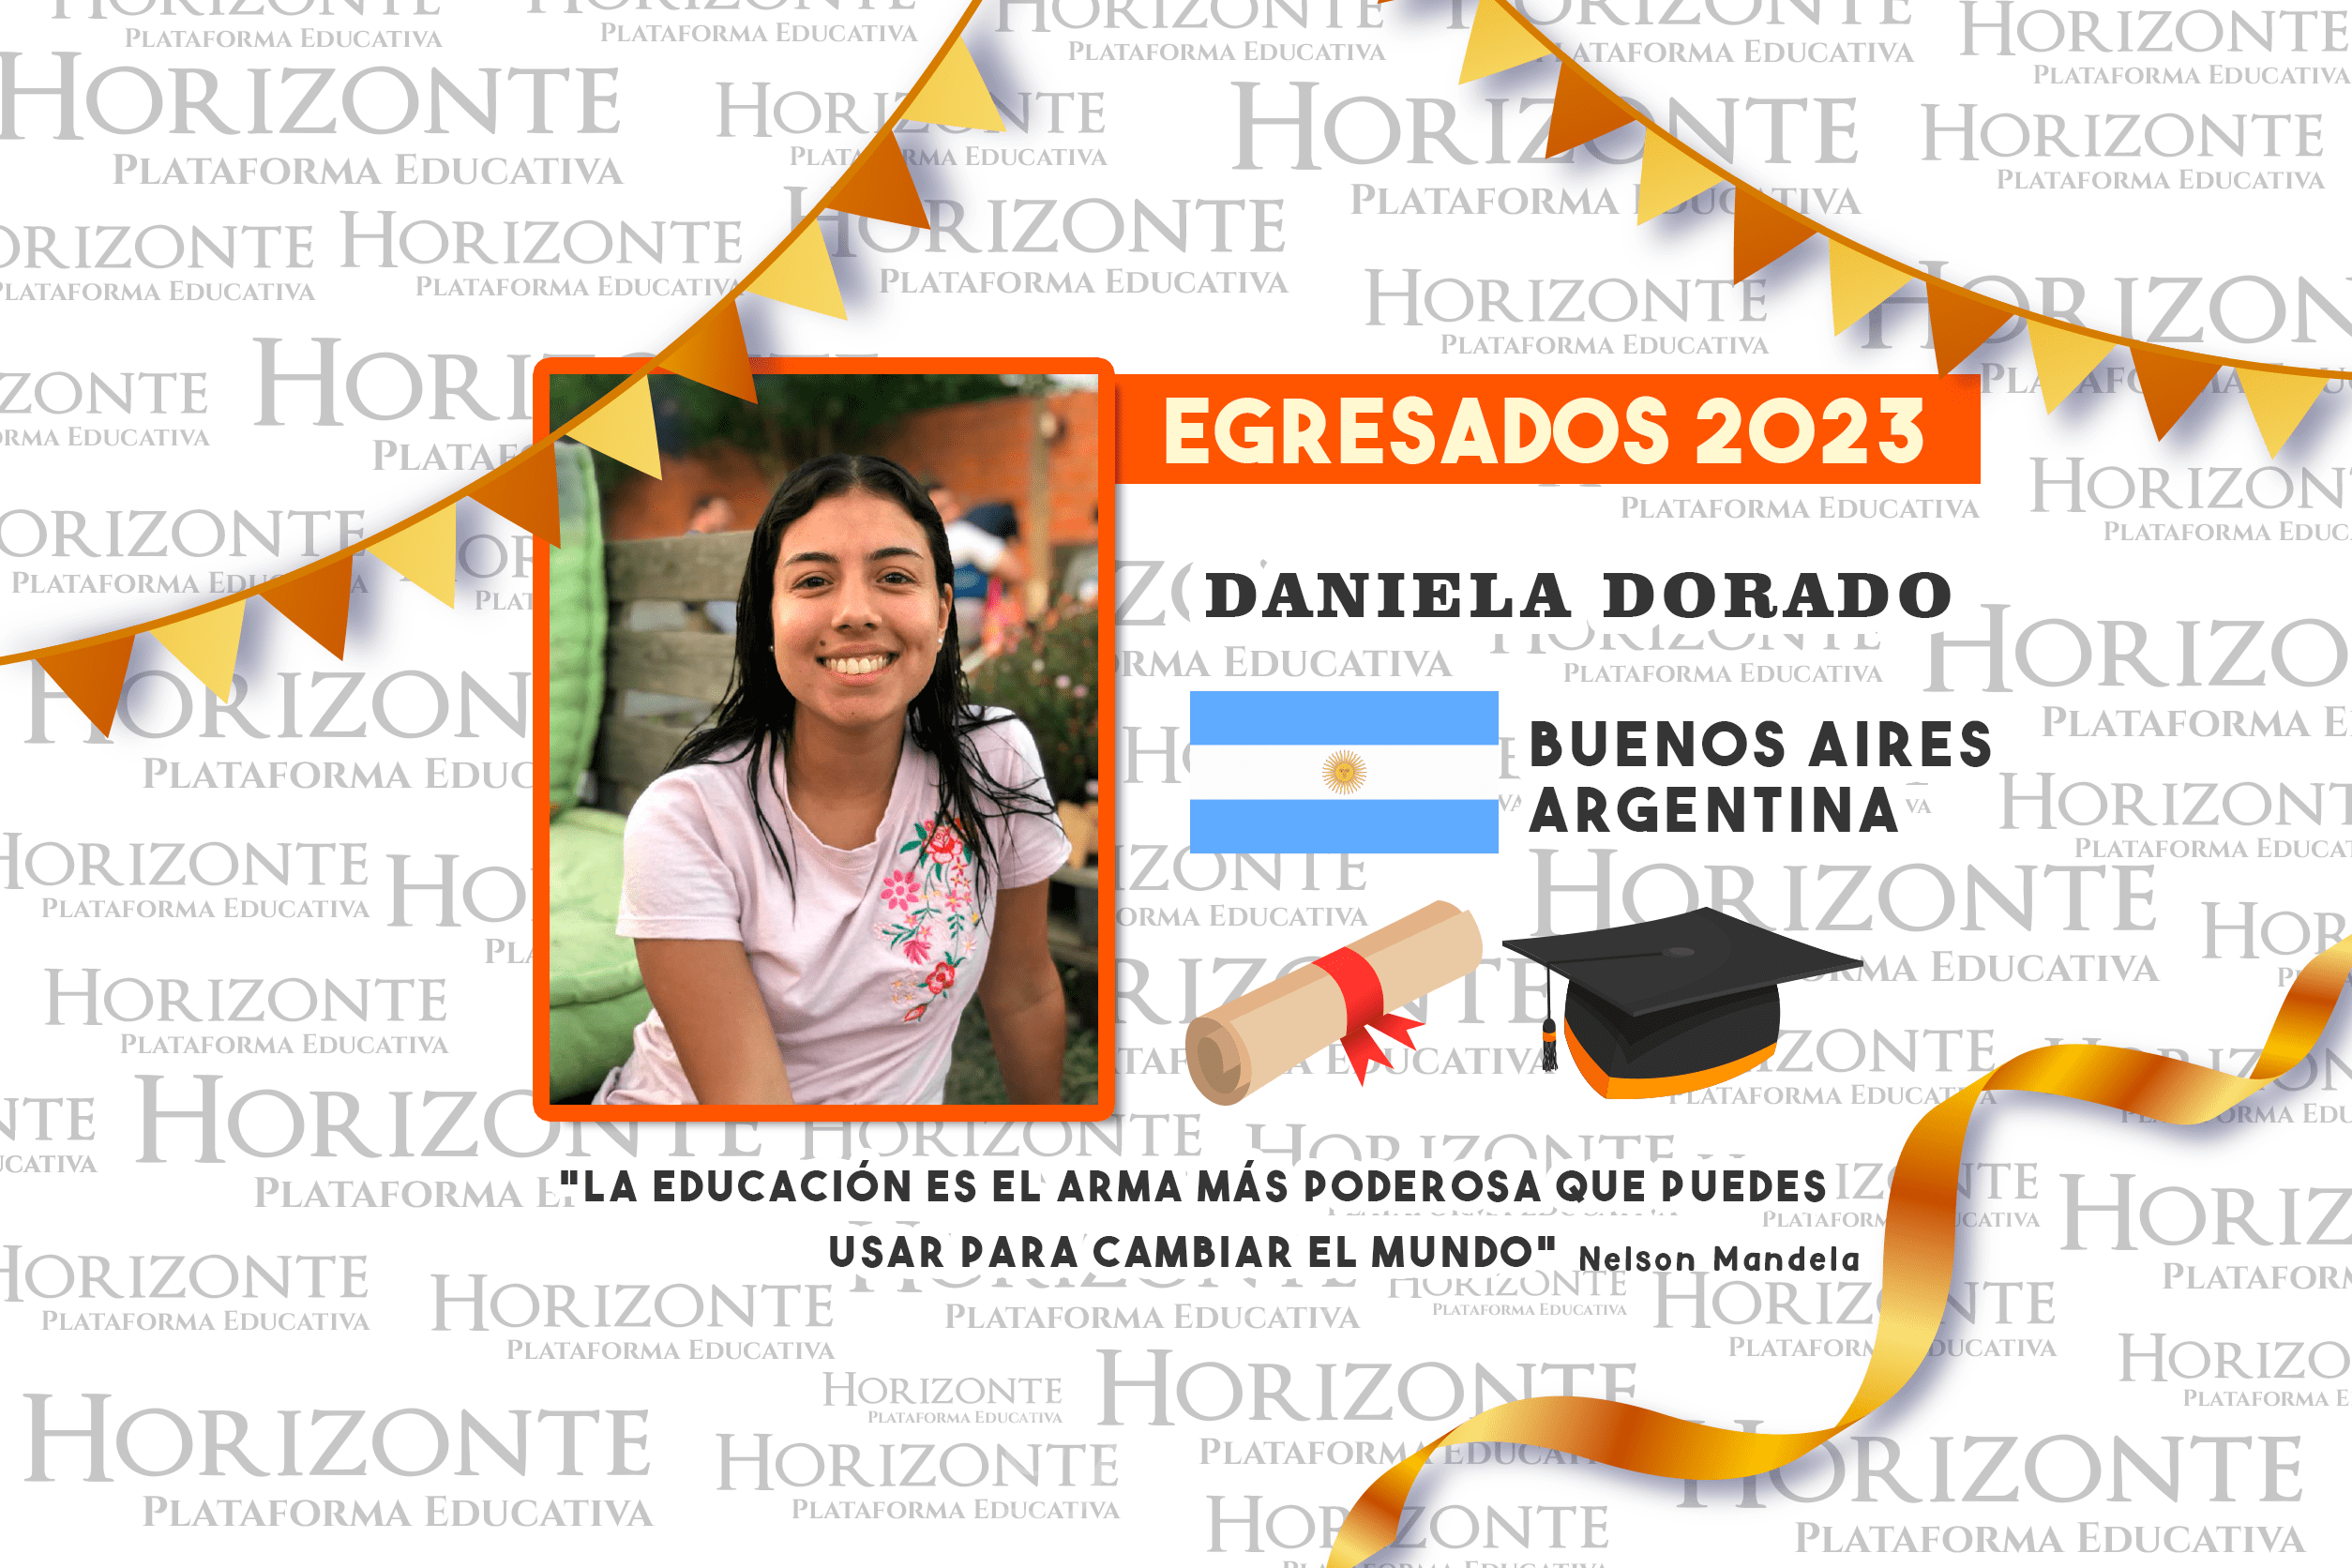 EGRESADOS 2023
DANIELA DORADO
BUENOS AIRES
ARGENTINA
"LA EDUCACIÓN ES EL ARMA MÁS PODEROSA QUE PUEDES
USAR PARA CAMBIAR EL MUNDO" Nelson Mandela
HORIZONTE
PLATAFORMA EDUCATIVA